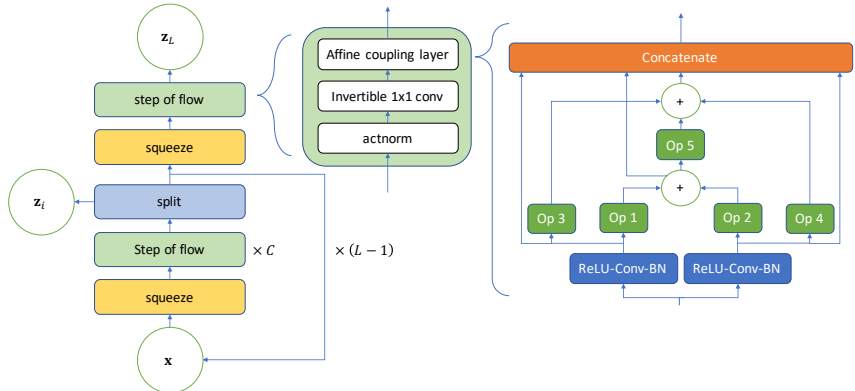 z_L
step of flow
squeeze
z_i
split
Step of flow
× C
× (L − 1)
squeeze
x
Affine coupling layer
Invertible 1x1 conv
actnorm
Concatenate
+
Op 5
+
Op 3
Op 1
Op 2
Op 4
ReLU-Conv-BN
ReLU-Conv-BN